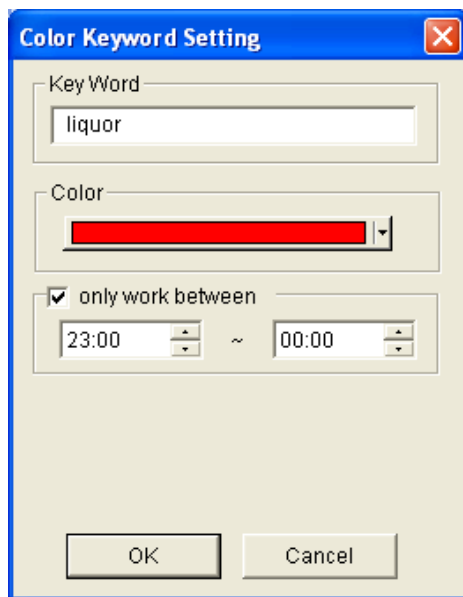 Color Keyword Setting
Key Word
liquor
Color
only work between
23:00 ~ 00:00
OK Cancel